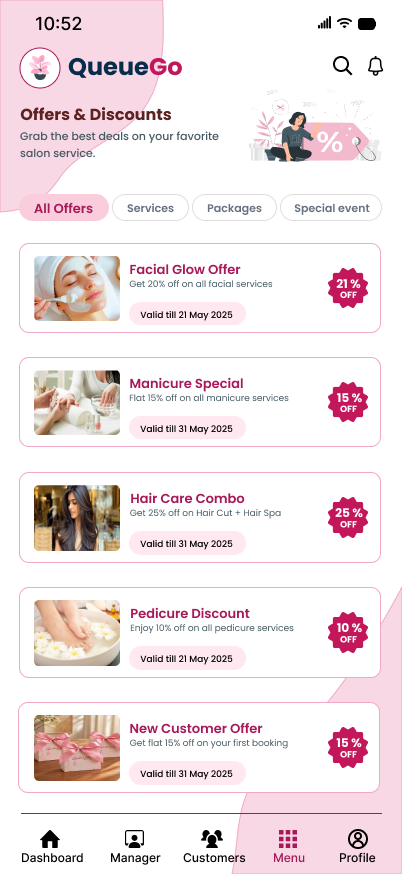 10:52
QueueGo
Offers & Discounts
Grab the best deals on your favorite
salon service.
%
All Offers
Services
Packages
Special event
Facial Glow Offer
Get 20% off on all facial services
Valid till 21 May 2025
21 %
OFF
Manicure Special
Flat 15% off on all manicure services
Valid till 31 May 2025
15 %
OFF
Hair Care Combo
Get 25% off on Hair Cut + Hair Spa
Valid till 31 May 2025
25 %
OFF
Pedicure Discount
Enjoy 10% off on all pedicure services
Valid till 21 May 2025
10 %
OFF
New Customer Offer
Get flat 15% off on your first booking
Valid till 31 May 2025
15 %
OFF
Dashboard
Manager
Customers
Menu
Profile